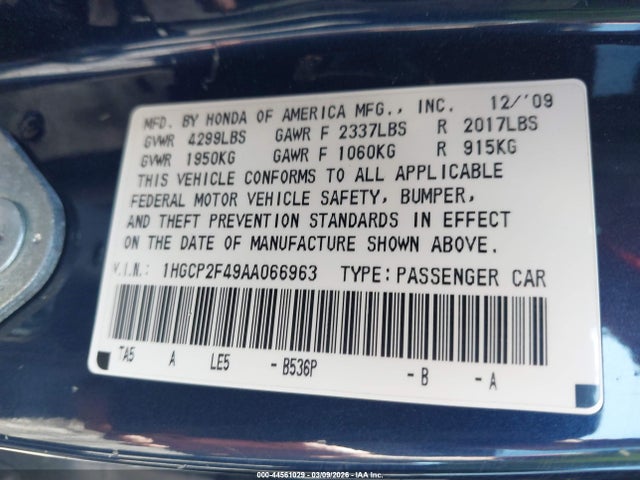 MFD. BY HONDA OF AMERICA MFG., INC. 12/'09
GVWR 4299LBS GAWR F 2337LBS R 2017LBS
GVWR 1950KG GAWR F 1060KG R 915KG
THIS VEHICLE CONFORMS TO ALL APPLICABLE
FEDERAL MOTOR VEHICLE SAFETY, BUMPER,
AND THEFT PREVENTION STANDARDS IN EFFECT
ON THE DATE OF MANUFACTURE SHOWN ABOVE.
V.I.N.: 1HGCP2F49AA066963 TYPE: PASSENGER CAR
TA5 A LE5 - B536P - B - A
000-44561029 - 03/09/2026 - IAA Inc.